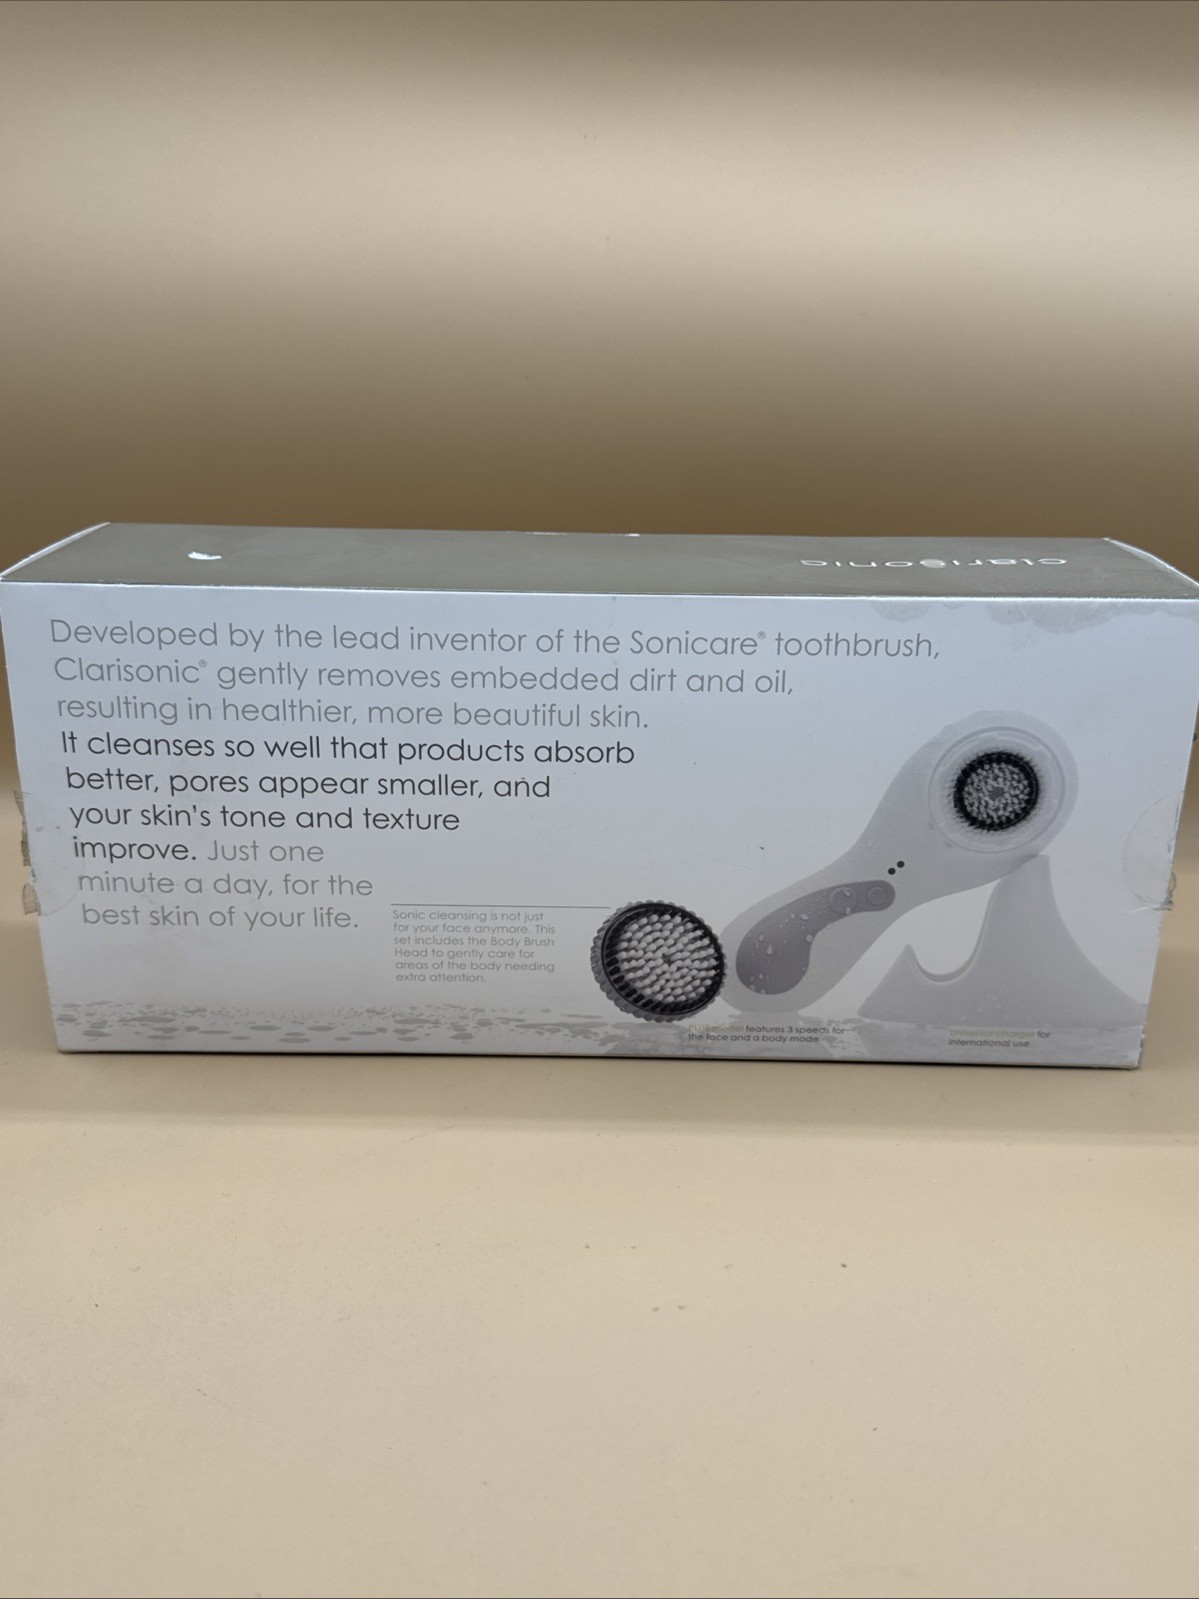 clarisonic
Developed by the lead inventor of the Sonicare® toothbrush,
Clarisonic® gently removes embedded dirt and oil,
resulting in healthier, more beautiful skin.
It cleanses so well that products absorb
better, pores appear smaller, and
your skin's tone and texture
improve. Just one
minute a day, for the
best skin of your life.
Sonic cleansing is not just
for your face anymore. This
set includes the Body Brush
Head to gently care for
areas of the body needing
extra attention.
PLUS model features 3 speeds for
the face and a body mode
Universal charger for
international use.